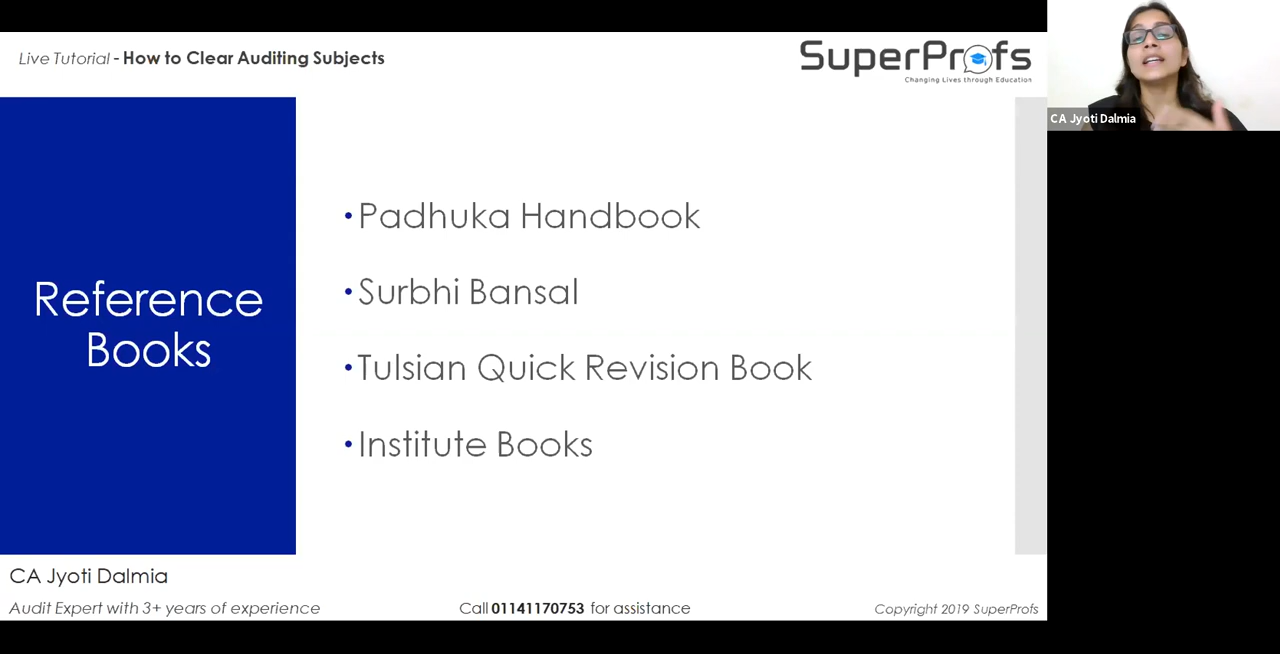 Live Tutorial - How to Clear Auditing Subjects
SuperProfs
Changing Lives through Education
CA Jyoti Dalmia
Reference
Books
• Padhuka Handbook
• Surbhi Bansal
• Tulsian Quick Revision Book
• Institute Books
CA Jyoti Dalmia
Audit Expert with 3+ years of experience
Call 01141170753 for assistance
Copyright 2019 SuperProfs